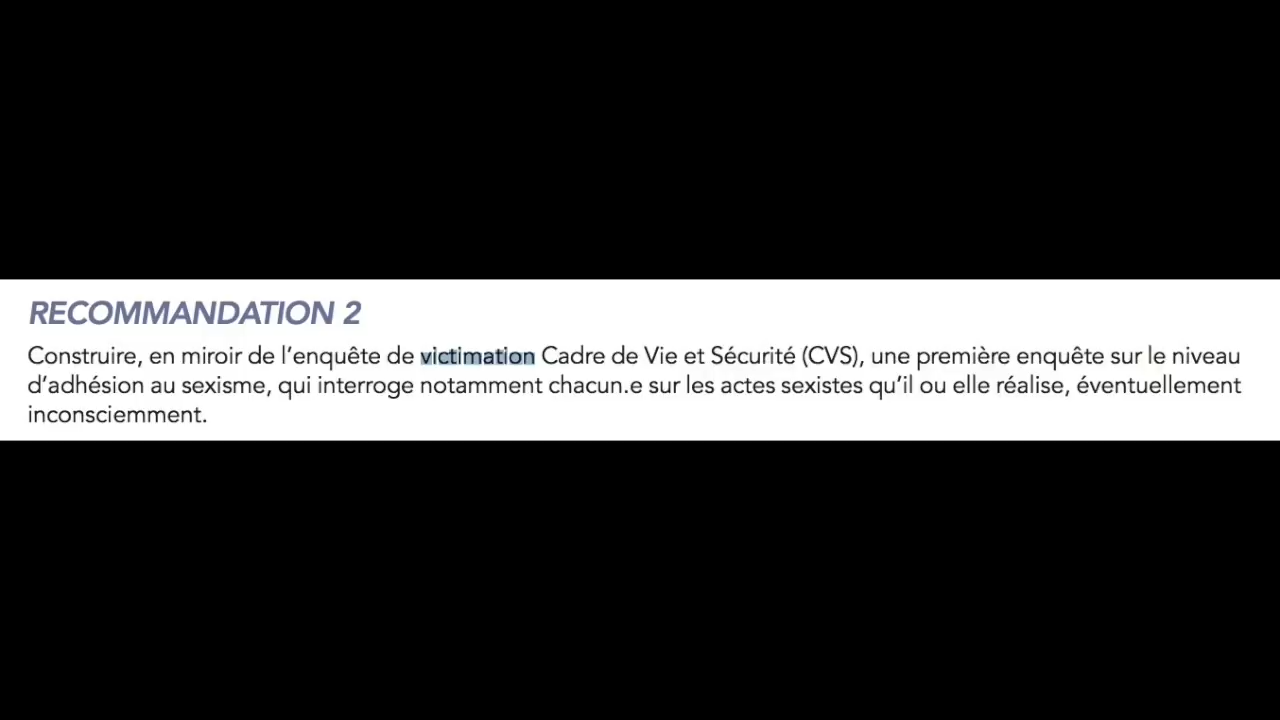 RECOMMANDATION 2
Construire, en miroir de l’enquête de victimation Cadre de Vie et Sécurité (CVS), une première enquête sur le niveau
d’adhésion au sexisme, qui interroge notamment chacun.e sur les actes sexistes qu’il ou elle réalise, éventuellement
inconsciemment.